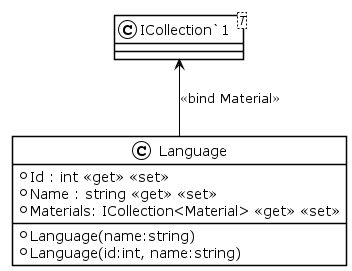 T
C ICollection`1
«bind Material»
C Language
Id : int «get» «set»
Name : string «get» «set»
Materials: ICollection<Material> «get» «set»
Language(name:string)
Language(id:int, name:string)